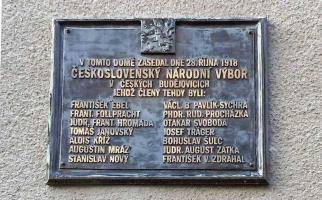 V TOMTO DOMĚ ZASEDAL DNE 28. ŘÍJNA 1918
ČESKOSLOVENSKÝ NÁRODNÍ VÝBOR
V ČESKÝCH BUDĚJOVICÍCH
JEHOŽ ČLENY TEHDY BYLI:
FRANTIŠEK EBEL
FRANT. FOLLPRACHT
JUDR. FRANT. HROMADA
TOMÁŠ JANOVSKÝ
ALOIS KŘÍŽ
AUGUSTIN MRÁZ
STANISLAV NOVÝ
VÁCL. B. PAVLÍK-SYCHRA
PHDR. RUD. PROCHÁZKA
OTAKAR SVOBODA
JOSEF TRÄGER
BOHUSLAV ŠULC
JUDR. AUGUST ZÁTKA
FRANTIŠEK V. ZDRÁHAL